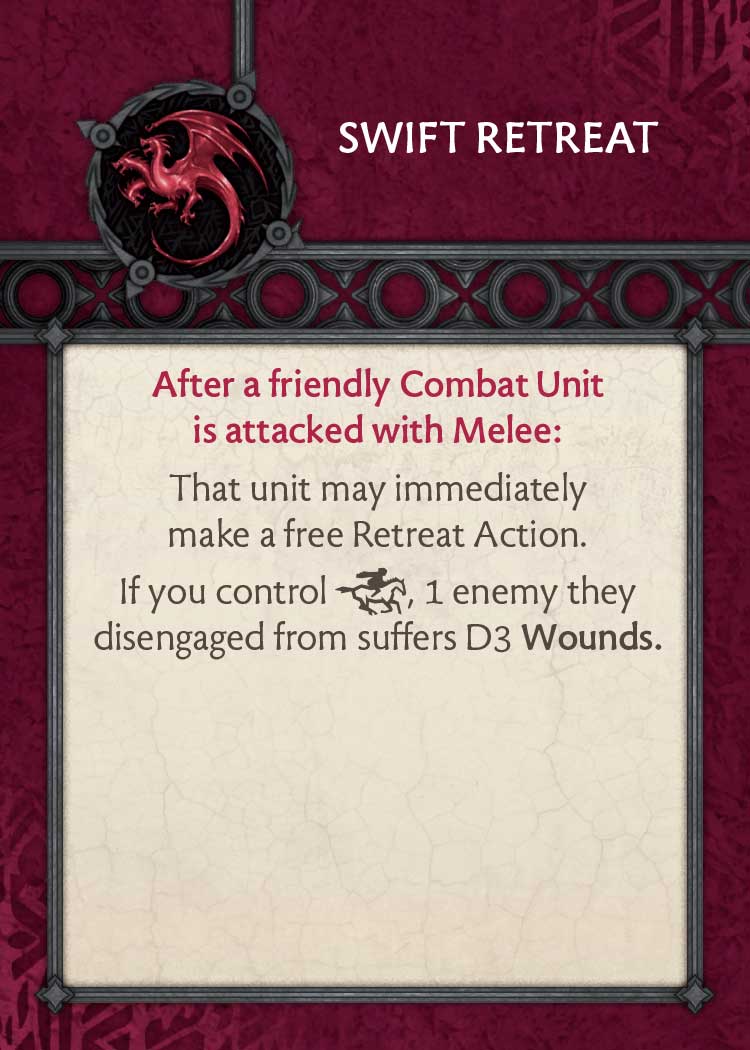 SWIFT RETREAT
After a friendly Combat Unit
is attacked with Melee:
That unit may immediately
make a free Retreat Action.
If you control , 1 enemy they
disengaged from suffers D3 Wounds.